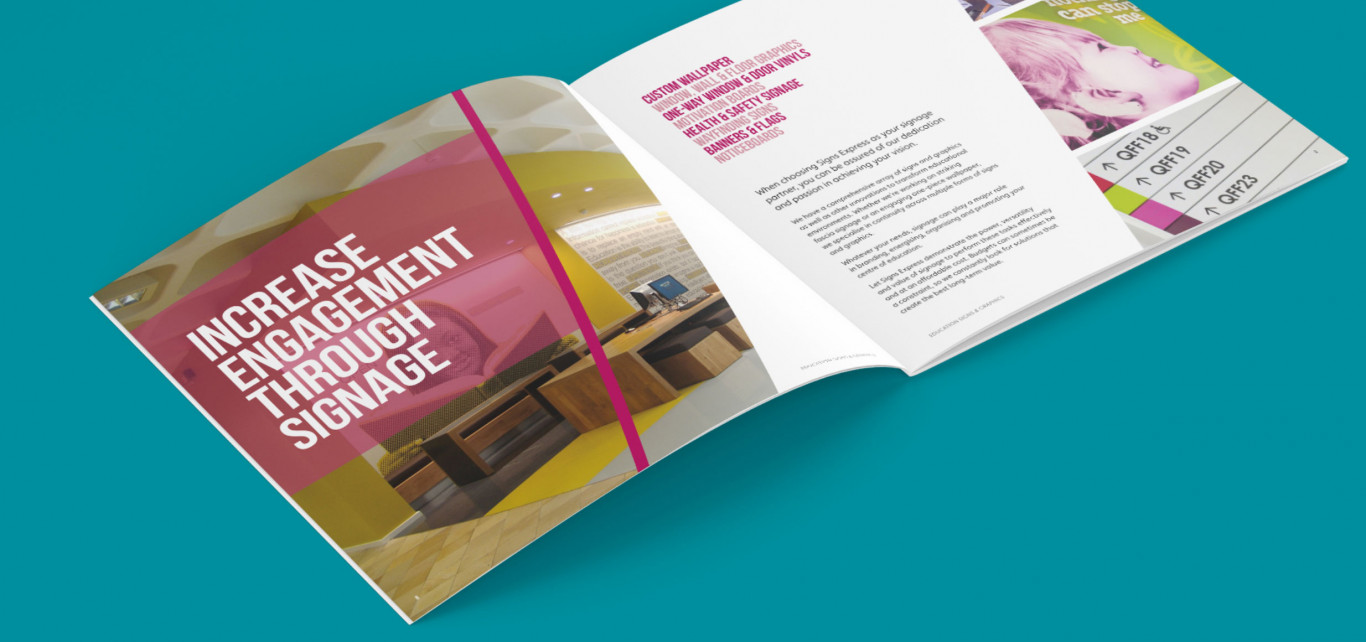 INCREASE
ENGAGEMENT
THROUGH
SIGNAGE
CUSTOM WALLPAPER
WINDOW, WALL & FLOOR GRAPHICS
ONE-WAY WINDOW & DOOR VINYLS
MOTIVATION BOARDS
HEALTH & SAFETY SIGNAGE
WAYFINDING SIGNS
BANNERS & FLAGS
NOTICEBOARDS
When choosing Signs Express as your signage
partner, you can be assured of our dedication
and passion in achieving your vision.
We have a comprehensive array of signs and graphics
as well as other innovations to transform educational
environments. Whether we're working on striking
fascia signage or an engaging one-piece wallpaper,
we specialise in continuity across multiple forms of signs
and graphics.
Whatever your needs, signage can play a major role
in branding, energising, organising and promoting your
centre of education.
Let Signs Express demonstrate the power, versatility
and value of signage to perform these tasks effectively
and at an affordable cost. Budgets can sometimes be
a constraint, so we constantly look for solutions that
create the best long-term value.
EDUCATION SIGNS & GRAPHICS
can stop
me
QFF18
QFF19
QFF20
QFF23